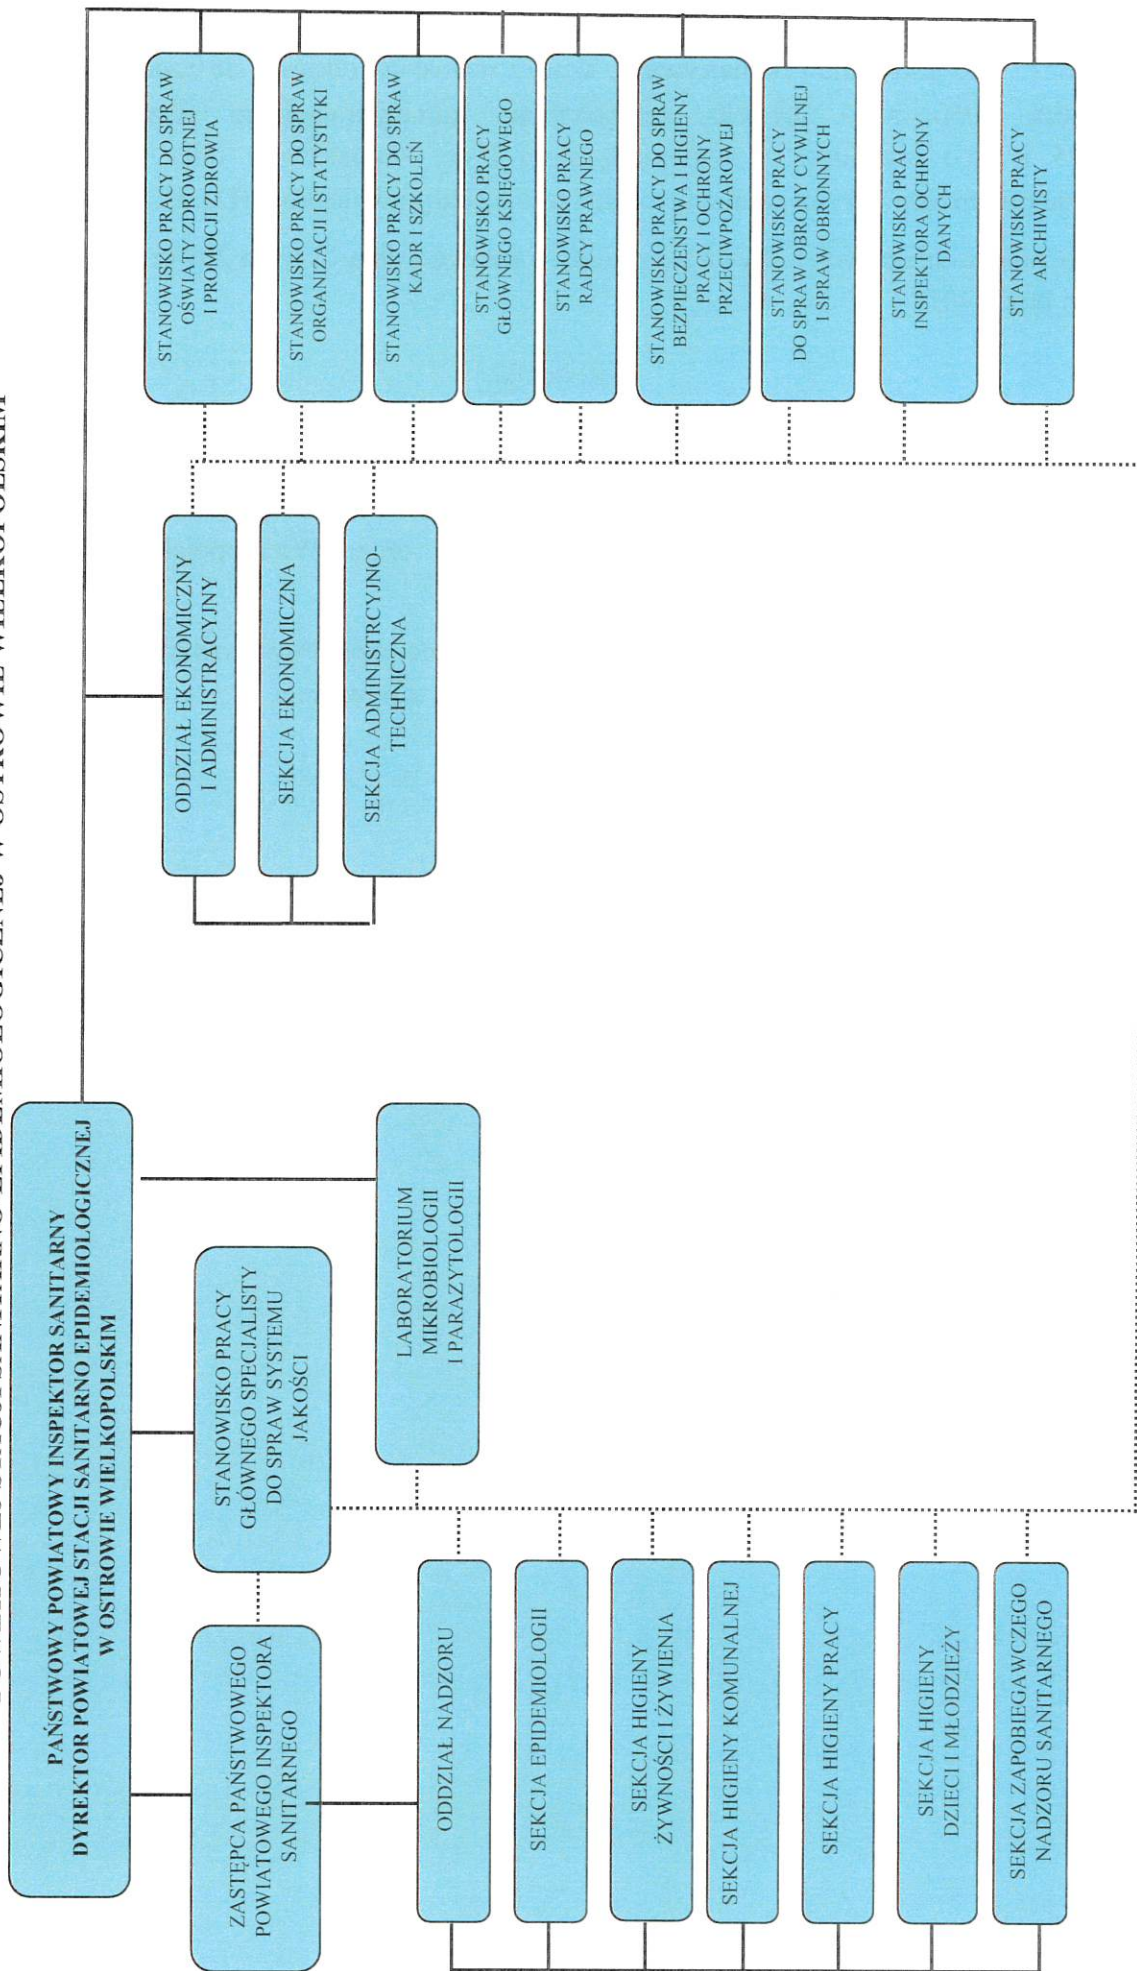 PAŃSTWOWY POWIATOWY INSPEKTOR SANITARNY
DYREKTOR POWIATOWEJ STACJI SANITARNO EPIDEMIOLOGICZNEJ
W OSTROWIE WIELKOPOLSKIM
ZASTĘPCA PAŃSTWOWEGO
POWIATOWEGO INSPEKTORA
SANITARNEGO
STANOWISKO PRACY
GŁÓWNEGO SPECJALISTY
DO SPRAW SYSTEMU
JAKOŚCI
LABORATORIUM
MIKROBIOLOGII
I PARAZYTOLOGII
ODDZIAŁ NADZORU
SEKCJA EPIDEMIOLOGII
SEKCJA HIGIENY
ŻYWNOŚCI I ŻYWIENIA
SEKCJA HIGIENY KOMUNALNEJ
SEKCJA HIGIENY PRACY
SEKCJA HIGIENY
DZIECI I MŁODZIEŻY
SEKCJA ZAPOBIEGAWCZEGO
NADZORU SANITARNEGO
ODDZIAŁ EKONOMICZNY
I ADMINISTRACYJNY
SEKCJA EKONOMICZNA
SEKCJA ADMINISTRCYJNO-
TECHNICZNA
STANOWISKO PRACY DO SPRAW
OŚWIATY ZDROWOTNEJ
I PROMOCJI ZDROWIA
STANOWISKO PRACY DO SPRAW
ORGANIZACJI I STATYSTYKI
STANOWISKO PRACY DO SPRAW
KADR I SZKOLEŃ
STANOWISKO PRACY
GŁÓWNEGO KSIĘGOWEGO
STANOWISKO PRACY
RADCY PRAWNEGO
STANOWISKO PRACY DO SPRAW
BEZPIECZEŃSTWA I HIGIENY
PRACY I OCHRONY
PRZECIWPOŻAROWEJ
STANOWISKO PRACY
DO SPRAW OBRONY CYWILNEJ
I SPRAW OBRONNYCH
STANOWISKO PRACY
INSPEKTORA OCHRONY
DANYCH
STANOWISKO PRACY
ARCHIWISTY